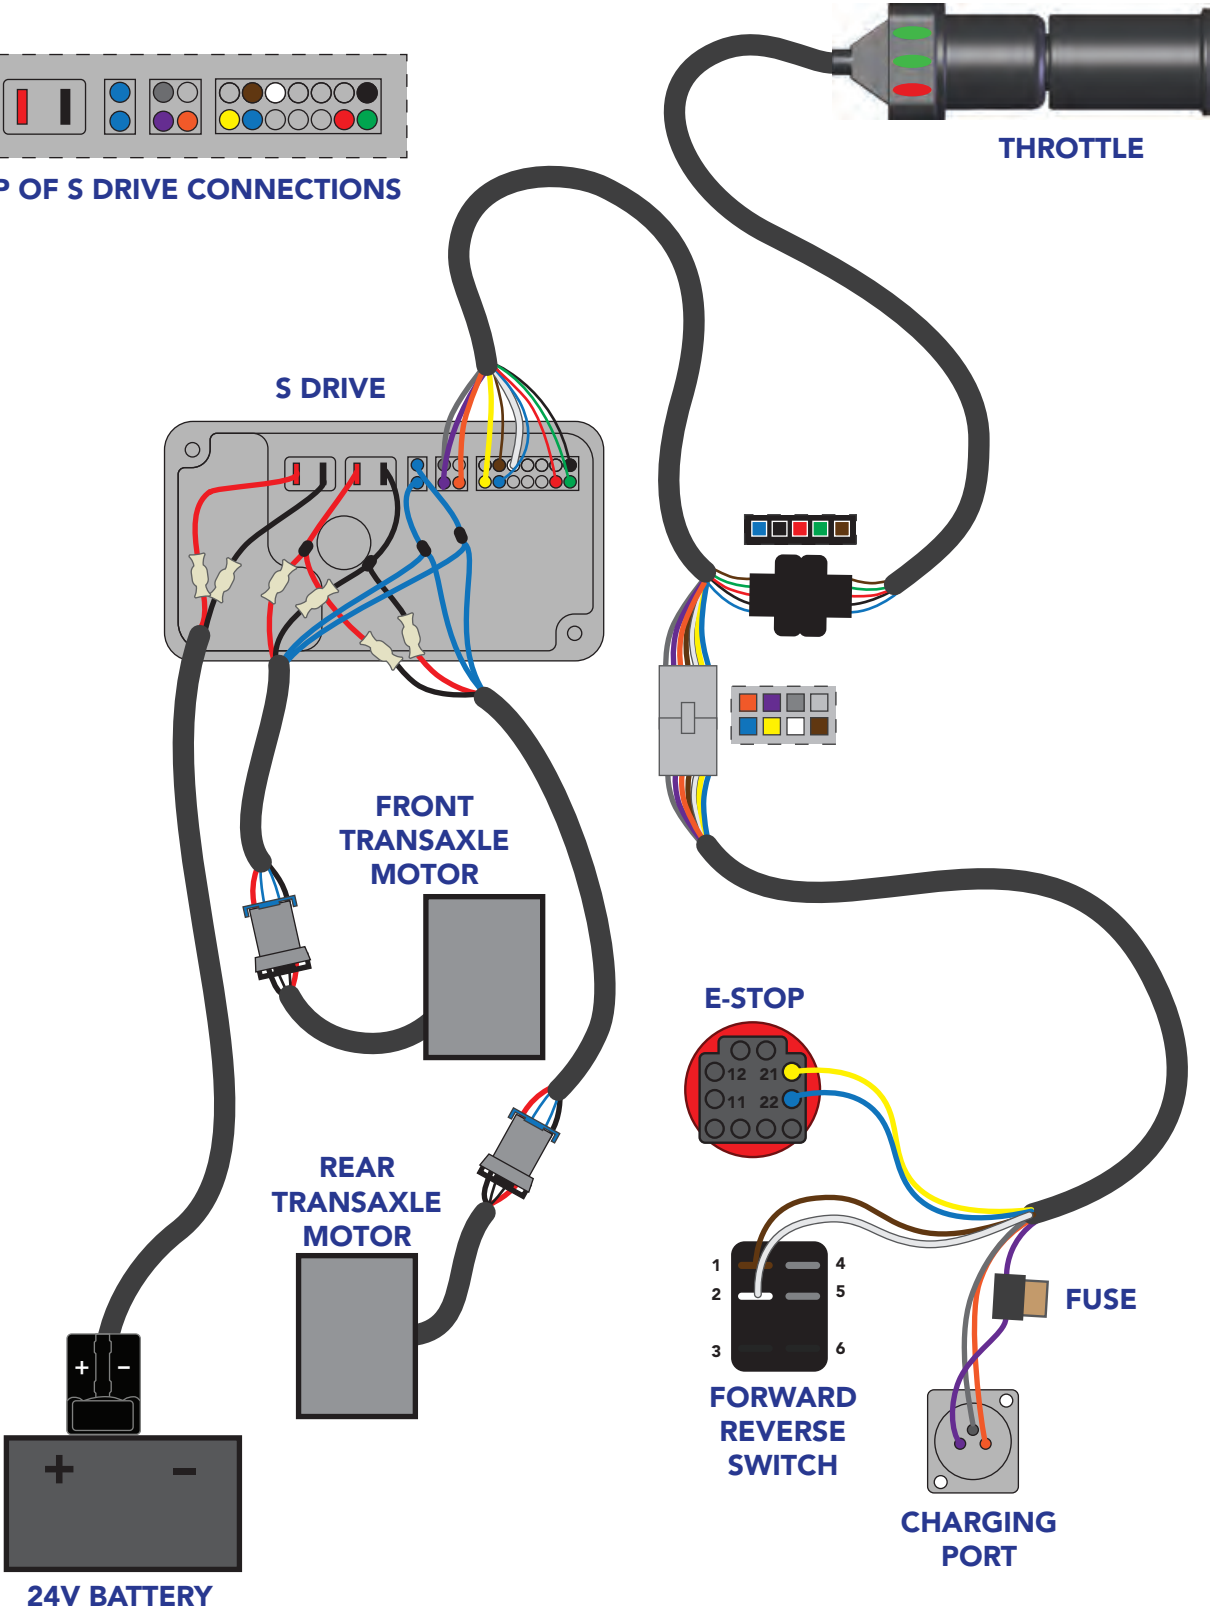 THROTTLE
P OF S DRIVE CONNECTIONS
S DRIVE
FRONT
TRANSAXLE
MOTOR
E-STOP
12 21
11 22
REAR
TRANSAXLE
MOTOR
1 4
2 5
3 6
FUSE
FORWARD
REVERSE
SWITCH
+ −
+ −
CHARGING
PORT
24V BATTERY